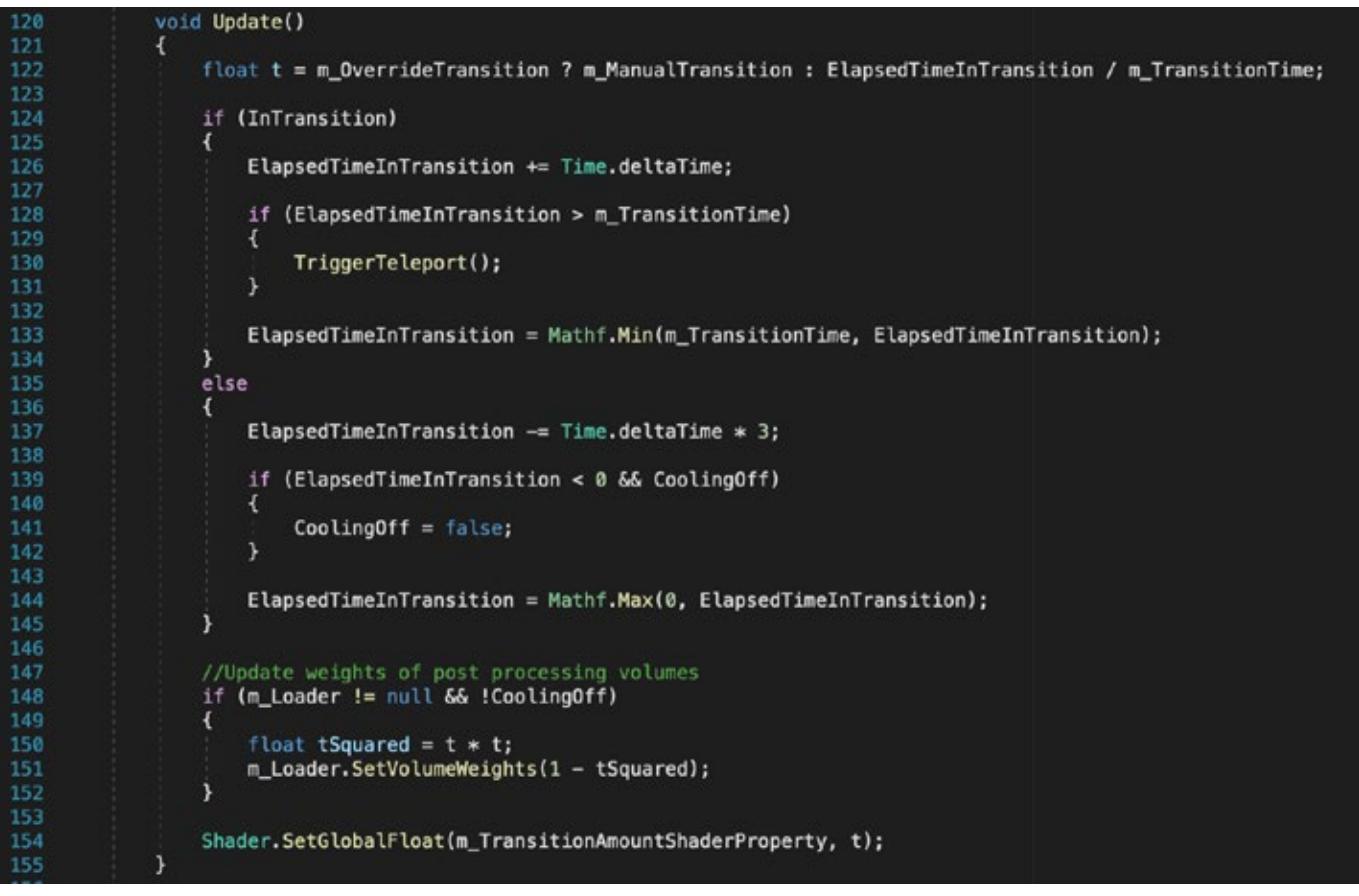 120 void Update()
121 {
122 float t = m_OverrideTransition ? m_ManualTransition : ElapsedTimeInTransition / m_TransitionTime;
123
124 if (InTransition)
125 {
126 ElapsedTimeInTransition += Time.deltaTime;
127
128 if (ElapsedTimeInTransition > m_TransitionTime)
129 {
130 TriggerTeleport();
131 }
132
133 ElapsedTimeInTransition = Mathf.Min(m_TransitionTime, ElapsedTimeInTransition);
134 }
135 else
136 {
137 ElapsedTimeInTransition -= Time.deltaTime * 3;
138
139 if (ElapsedTimeInTransition < 0 && CoolingOff)
140 {
141 CoolingOff = false;
142 }
143
144 ElapsedTimeInTransition = Mathf.Max(0, ElapsedTimeInTransition);
145 }
146
147 //Update weights of post processing volumes
148 if (m_Loader != null && !CoolingOff)
149 {
150 float tSquared = t * t;
151 m_Loader.SetVolumeWeights(1 - tSquared);
152 }
153
154 Shader.SetGlobalFloat(m_TransitionAmountShaderProperty, t);
155 }